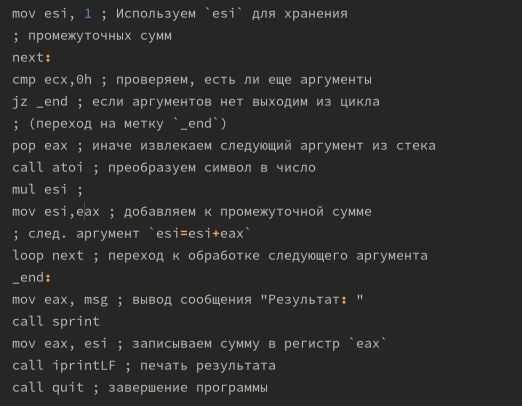 mov esi, 1 ; Используем `esi` для хранения
; промежуточных сумм
next:
cmp ecx,0h ; проверяем, есть ли еще аргументы
jz _end ; если аргументов нет выходим из цикла
; (переход на метку `_end`)
pop eax ; иначе извлекаем следующий аргумент из стека
call atoi ; преобразуем символ в число
mul esi ;
mov esi,eax ; добавляем к промежуточной сумме
; след. аргумент `esi=esi+eax`
loop next ; переход к обработке следующего аргумента
_end:
mov eax, msg ; вывод сообщения "Результат: "
call sprint
mov eax, esi ; записываем сумму в регистр `eax`
call iprintLF ; печать результата
call quit ; завершение программы